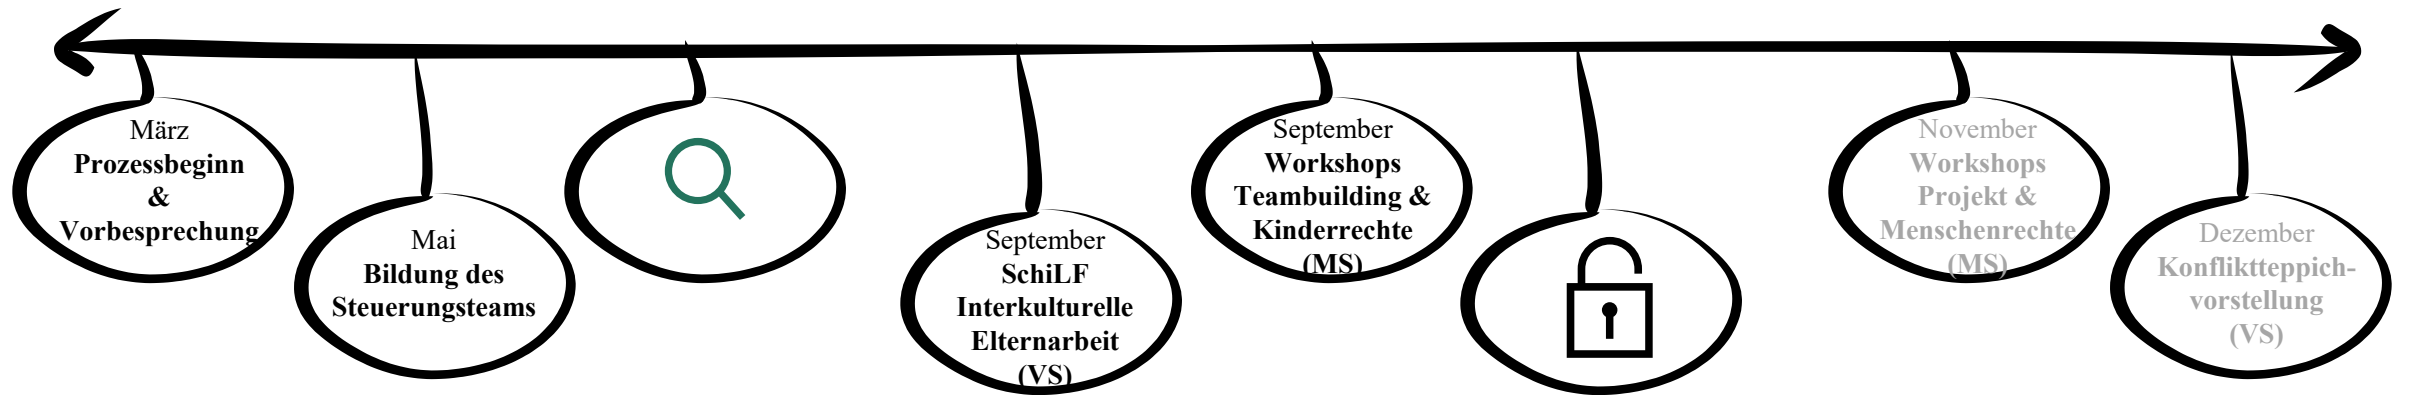 März
Prozessbeginn
&
Vorbesprechung
Mai
Bildung des
Steuerungsteams
September
SchiLF
Interkulturelle
Elternarbeit
(VS)
September
Workshops
Teambuilding &
Kinderrechte
(MS)
November
Workshops
Projekt &
Menschenrechte
(MS)
Dezember
Konfliktteppich-
vorstellung
(VS)